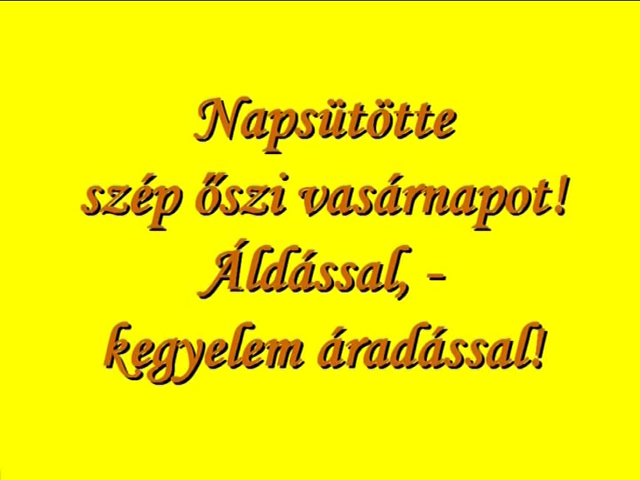 Napsütötte
szép őszi vasárnapot!
Áldással, -
kegyelem áradással!